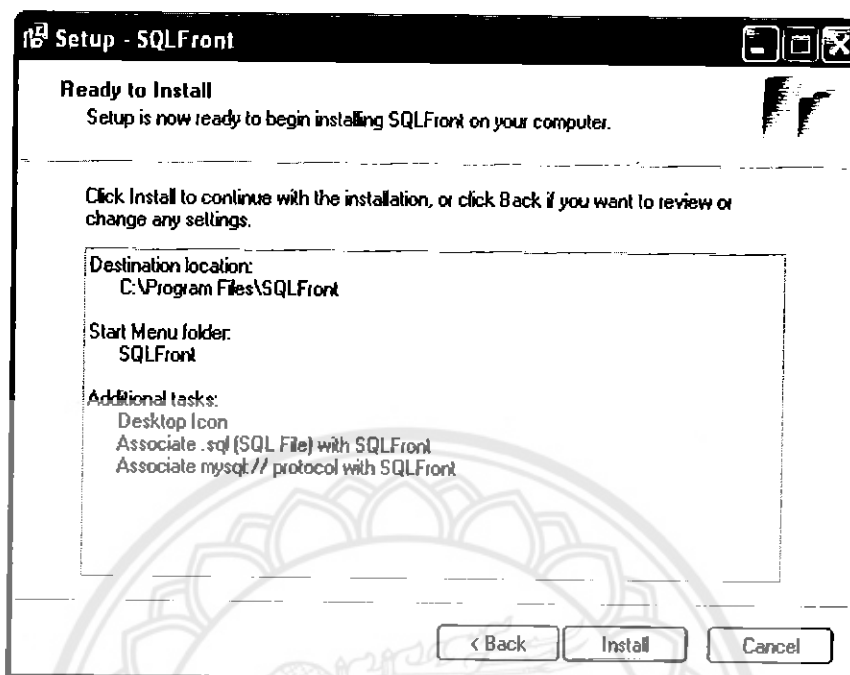 Setup - SQLFront
Ready to Install
Setup is now ready to begin installing SQLFront on your computer.
Click Install to continue with the installation, or click Back if you want to review or
change any settings.
Destination location:
C:\Program Files\SQLFront
Start Menu folder:
SQLFront
Additional tasks:
Desktop Icon
Associate .sql (SQL File) with SQLFront
Associate mysql:// protocol with SQLFront
< Back Install Cancel